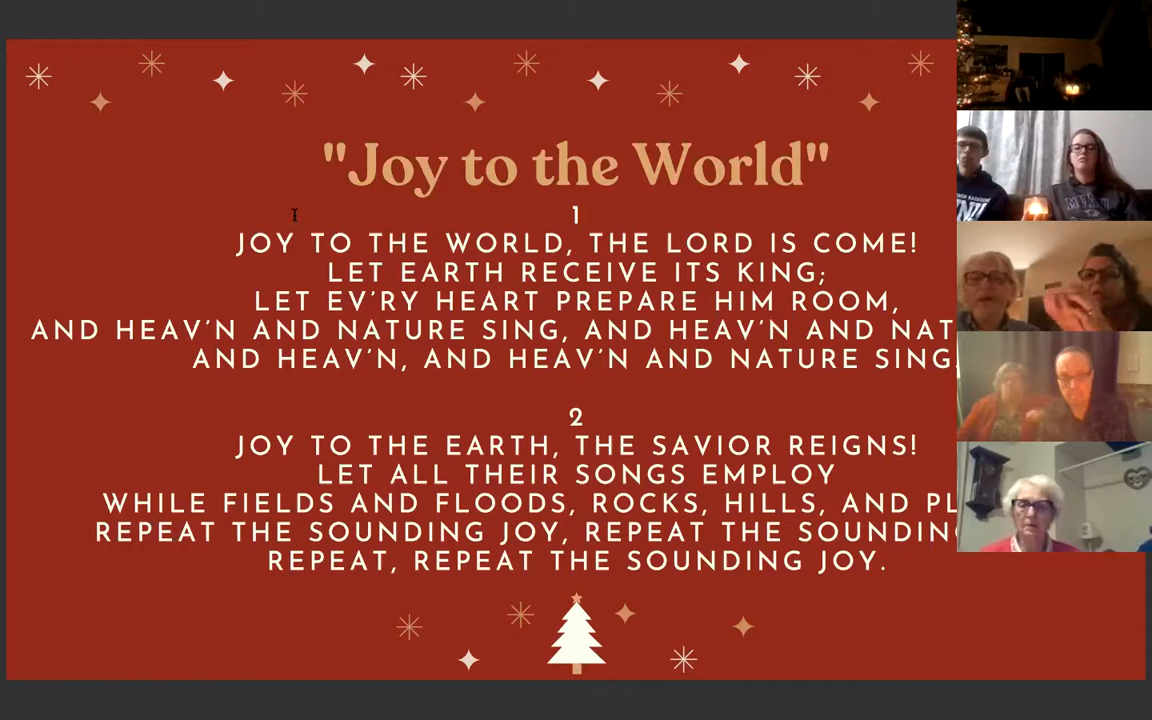 "Joy to the World"
1
JOY TO THE WORLD, THE LORD IS COME!
LET EARTH RECEIVE ITS KING;
LET EV'RY HEART PREPARE HIM ROOM,
AND HEAV'N AND NATURE SING, AND HEAV'N AND
AND HEAV'N, AND HEAV'N AND NATURE SING.
2
JOY TO THE EARTH, THE SAVIOR REIGNS!
LET ALL THEIR SONGS EMPLOY
WHILE FIELDS AND FLOODS, ROCKS, HILLS, AND
REPEAT THE SOUNDING JOY, REPEAT THE SOUNDING
REPEAT, REPEAT THE SOUNDING JOY.